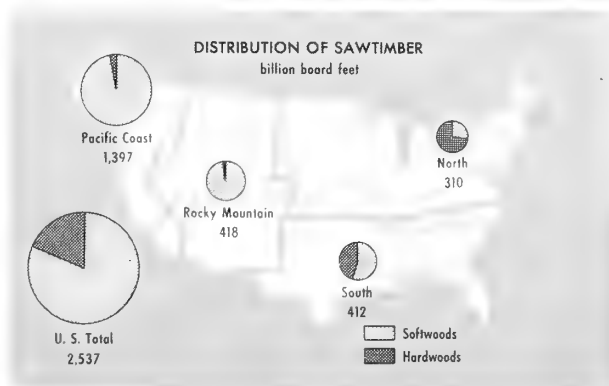 DISTRIBUTION OF SAWTIMBER
billion board feet
Pacific Coast
1,397
North
310
Rocky Mountain
418
South
412
U. S. Total
2,537
Softwoods
Hardwoods